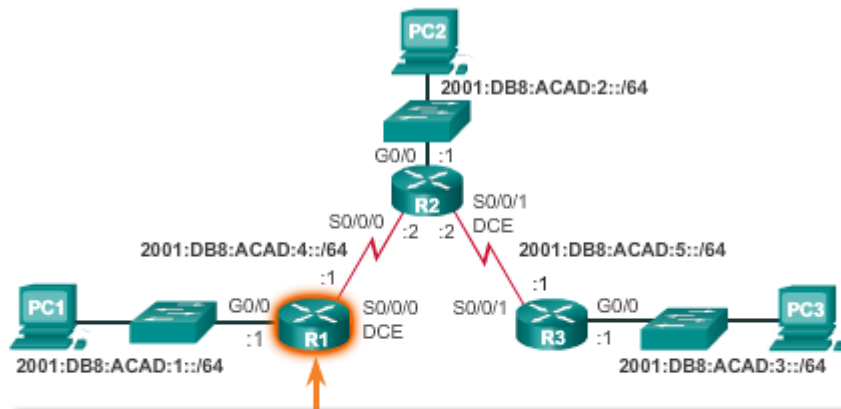 PC2
2001:DB8:ACAD:2::/64
G0/0 :1
R2
S0/0/0
S0/0/1
DCE
:2 :2
2001:DB8:ACAD:4::/64
2001:DB8:ACAD:5::/64
:1
:1
PC1
G0/0
:1
S0/0/0
DCE
R1
S0/0/1
G0/0
:1
R3
PC3
2001:DB8:ACAD:1::/64
2001:DB8:ACAD:3::/64